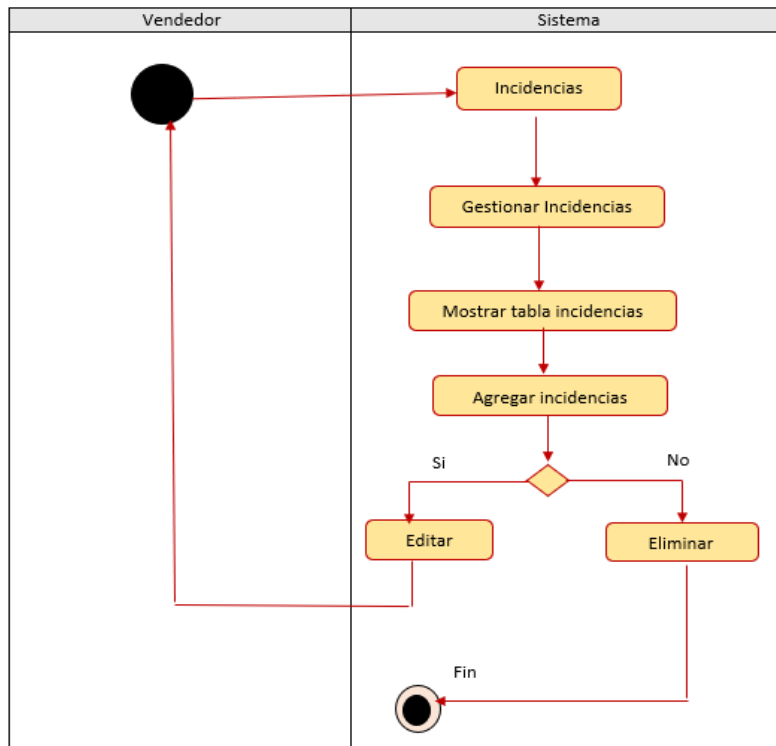 Vendedor
Sistema
Incidencias
Gestionar Incidencias
Mostrar tabla incidencias
Agregar incidencias
Si
No
Editar
Eliminar
Fin